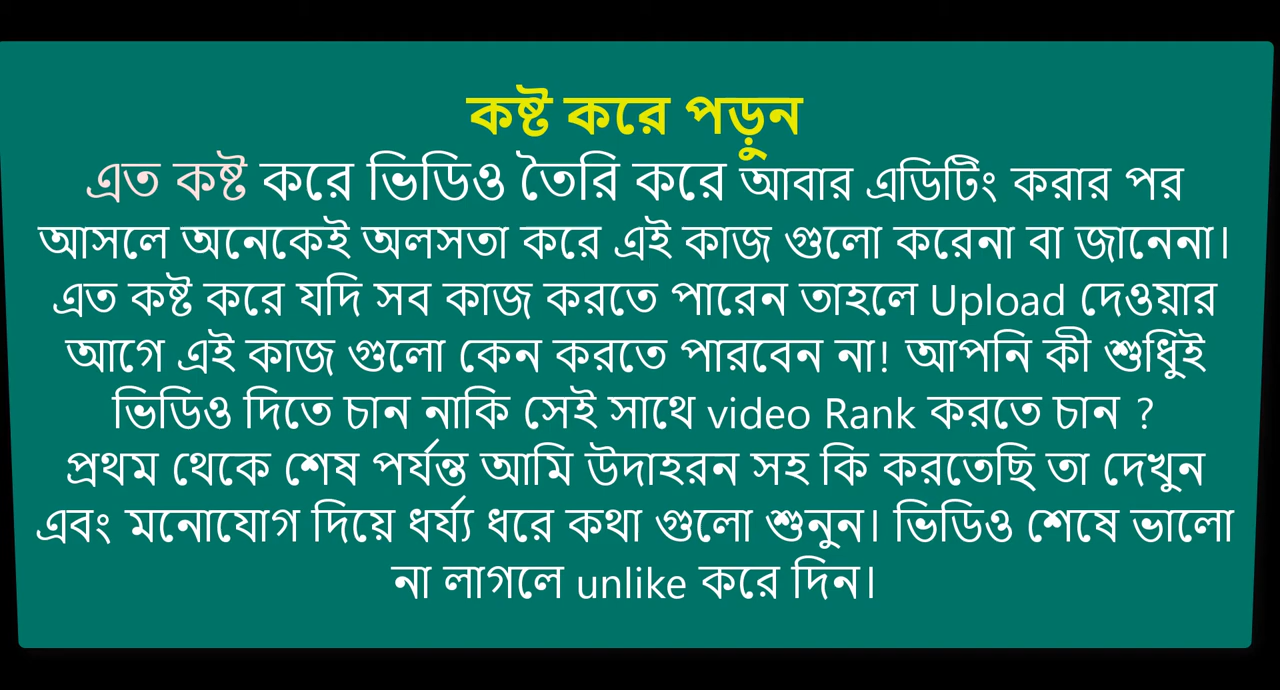 কষ্ট করে পড়ুন
এত কষ্ট করে ভিডিও তৈরি করে আবার এডিটিং করার পর
আসলে অনেকেই অলসতা করে এই কাজ গুলো করেনা বা জানেনা।
এত কষ্ট করে যদি সব কাজ করতে পারেন তাহলে Upload দেওয়ার
আগে এই কাজ গুলো কেন করতে পারবেন না! আপনি কী শুধুিই
ভিডিও দিতে চান নাকি সেই সাথে video Rank করতে চান ?
প্রথম থেকে শেষ পর্যন্ত আমি উদাহরন সহ কি করতেছি তা দেখুন
এবং মনোযোগ দিয়ে ধর্য্য ধরে কথা গুলো শুনুন। ভিডিও শেষে ভালো
না লাগলে unlike করে দিন।